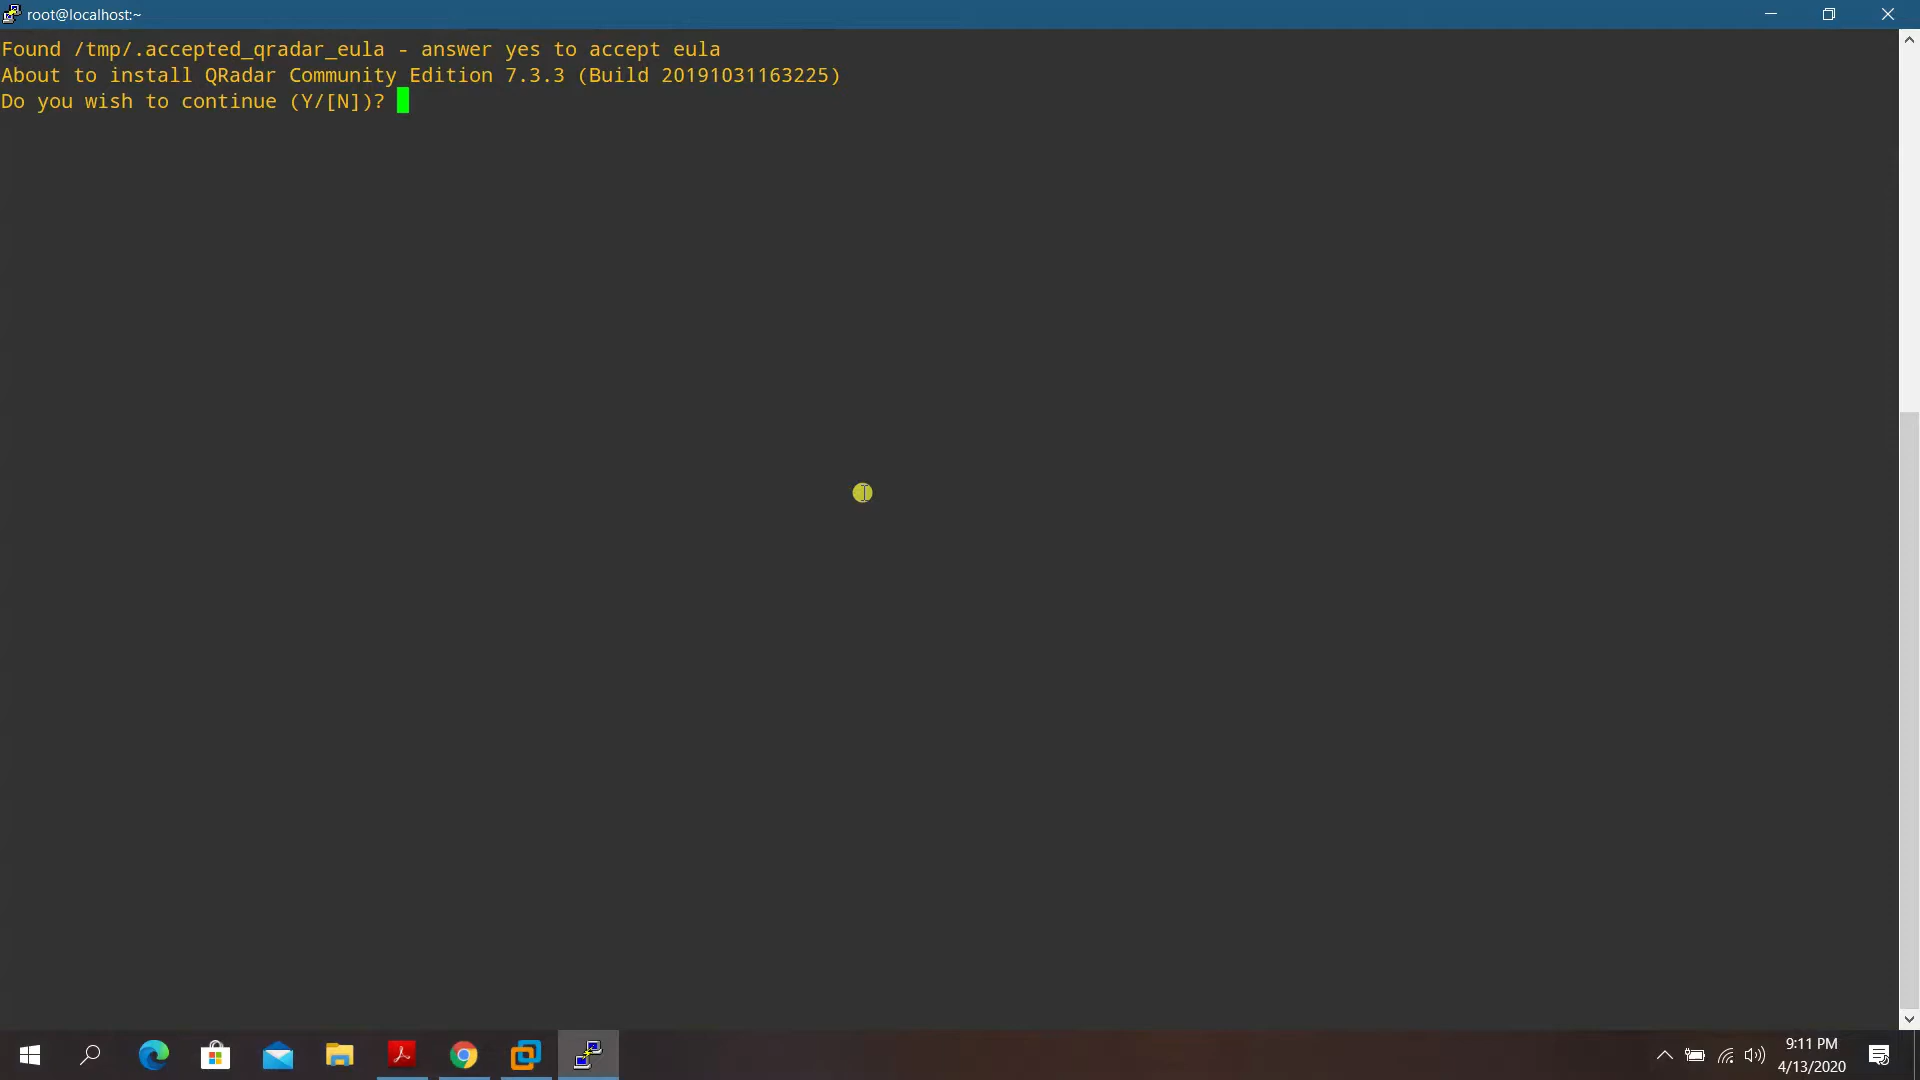 root@localhost:~
Found /tmp/.accepted_qradar_eula - answer yes to accept eula
About to install QRadar Community Edition 7.3.3 (Build 20191031163225)
Do you wish to continue (Y/[N])?
9:11 PM
4/13/2020